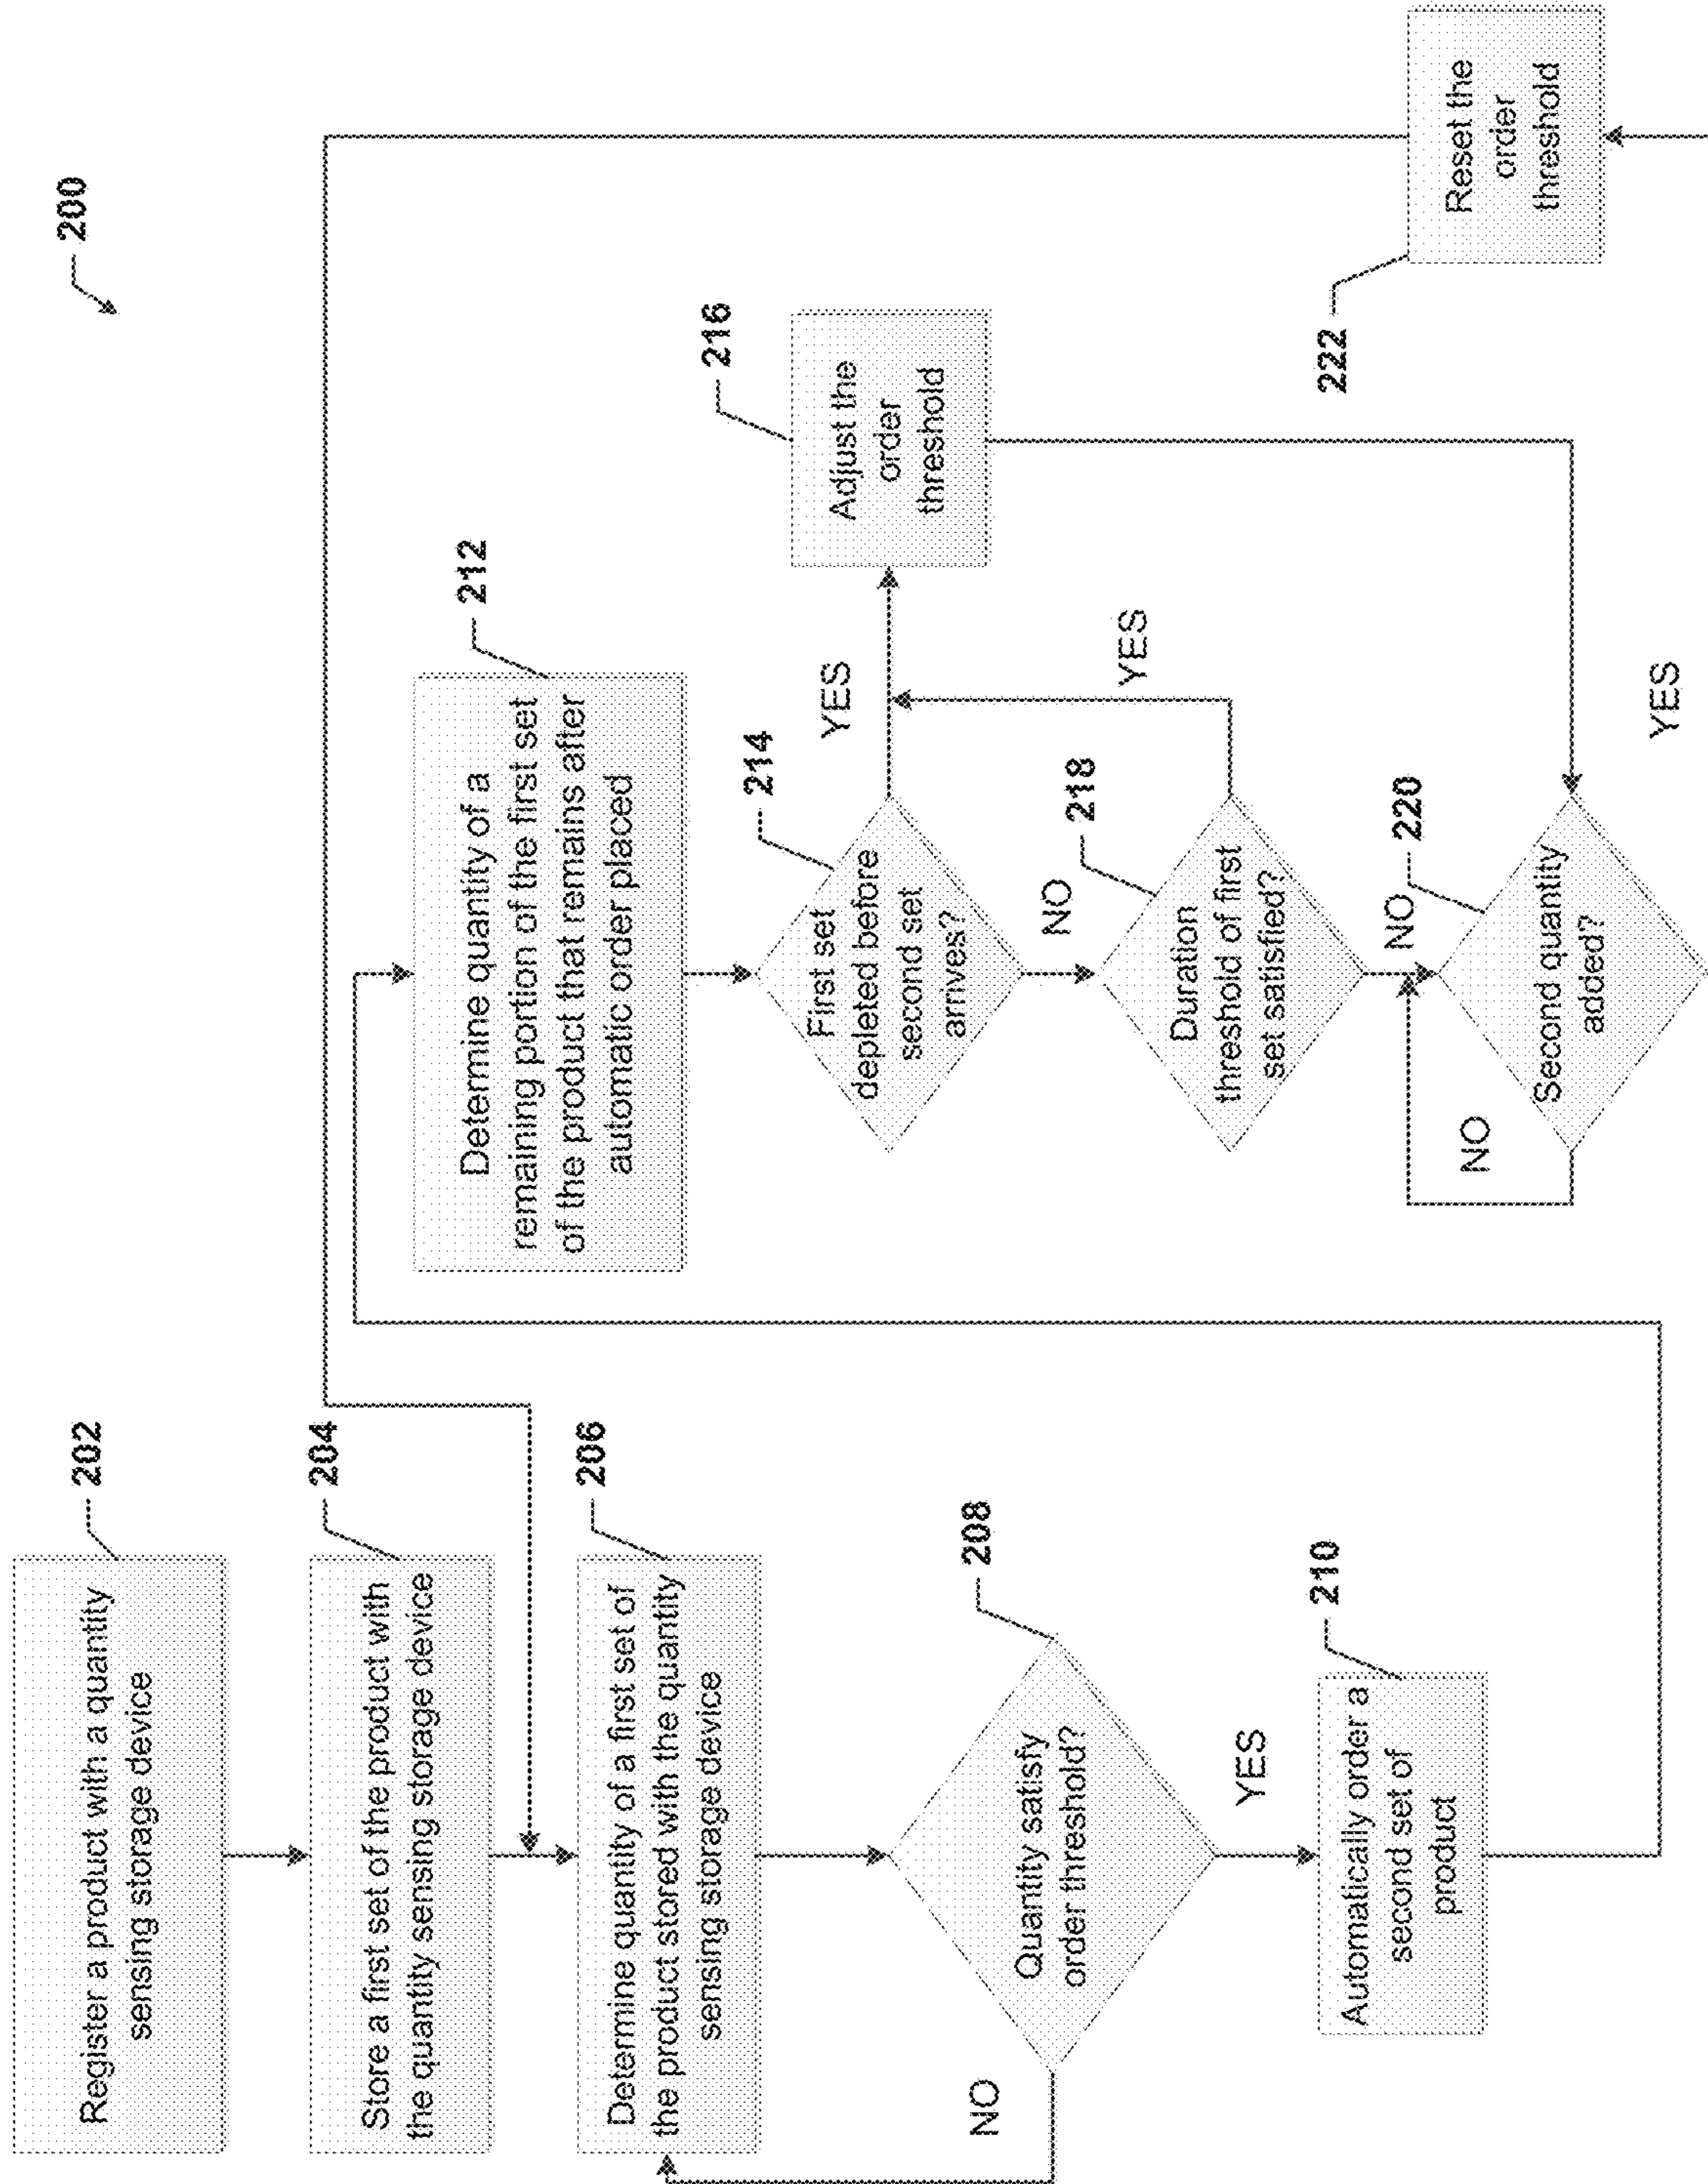 200
202
Register a product with a quantity
sensing storage device
204
Store a first set of the product with
the quantity sensing storage device
206
Determine quantity of a first set of
the product stored with the quantity
sensing storage device
208
Quantity satisfy
order threshold?
NO
YES
210
Automatically order a
second set of
product
212
Determine quantity of a
remaining portion of the first set
of the product that remains after
automatic order placed
214
First set
depleted before
second set
arrives?
YES
NO
216
Adjust the
order
threshold
218
Duration
threshold of first
set satisfied?
YES
NO
220
Second quantity
added?
NO
YES
222
Reset the
order
threshold